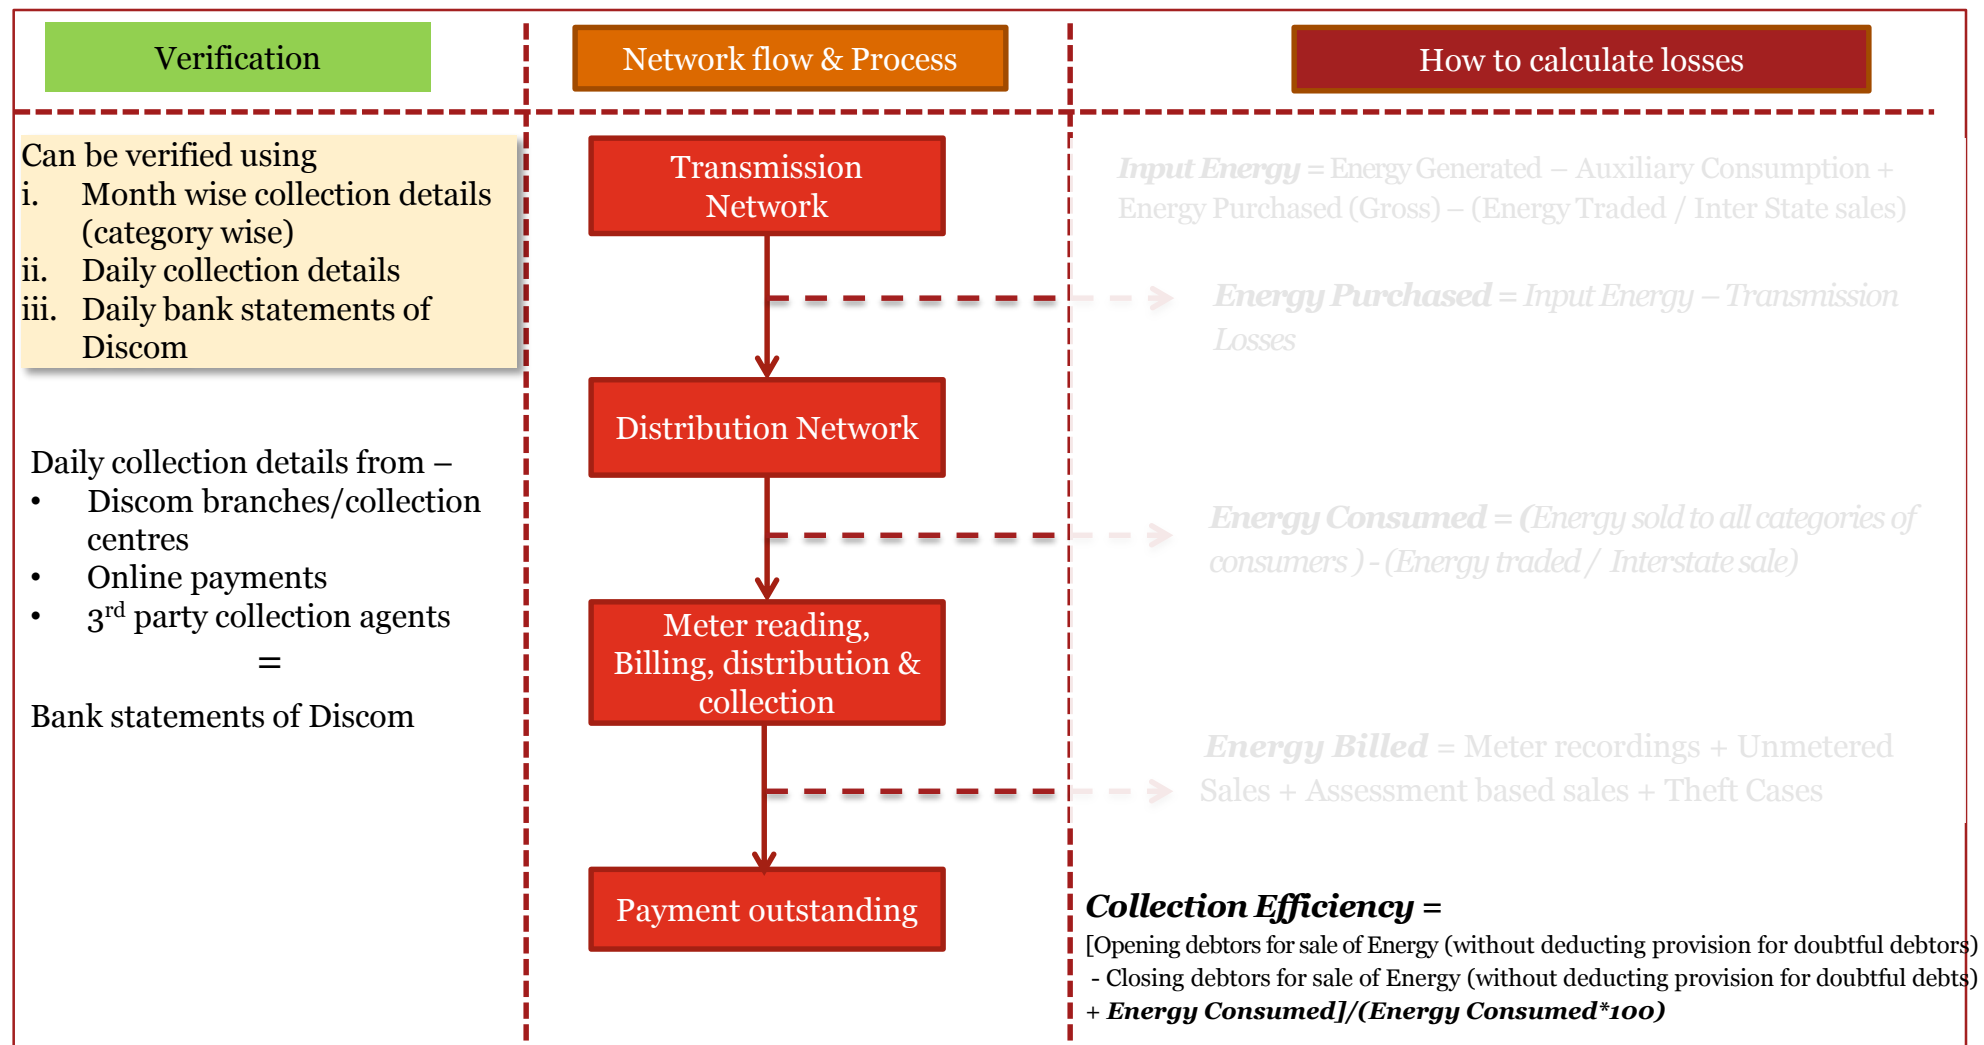 Verification
Network flow & Process
How to calculate losses
Can be verified using
i. Month wise collection details
(category wise)
ii. Daily collection details
iii. Daily bank statements of
Discom
Daily collection details from –
• Discom branches/collection
centres
• Online payments
• 3rd party collection agents
=
Bank statements of Discom
Transmission
Network
Distribution Network
Meter reading,
Billing, distribution &
collection
Payment outstanding
Input Energy = Energy Generated – Auxiliary Consumption +
Energy Purchased (Gross) – (Energy Traded / Inter State sales)
Energy Purchased = Input Energy – Transmission
Losses
Energy Consumed = (Energy sold to all categories of
consumers ) - (Energy traded / Interstate sale)
Energy Billed = Meter recordings + Unmetered
Sales + Assessment based sales + Theft Cases
Collection Efficiency =
[Opening debtors for sale of Energy (without deducting provision for doubtful debtors)
- Closing debtors for sale of Energy (without deducting provision for doubtful debts)
+ Energy Consumed]/(Energy Consumed*100)